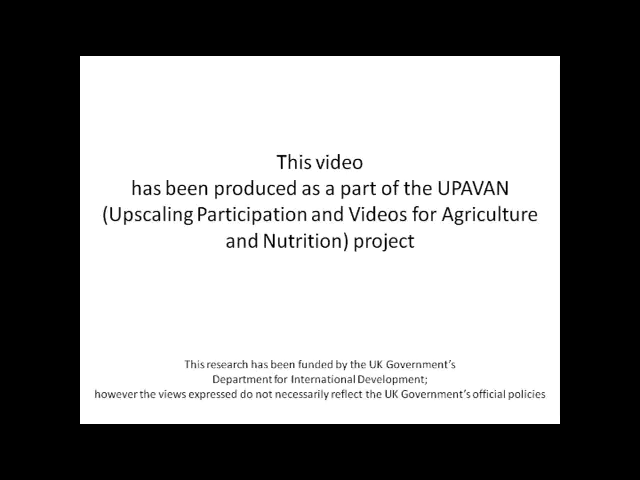 This video
has been produced as a part of the UPAVAN
(Upscaling Participation and Videos for Agriculture
and Nutrition) project
This research has been funded by the UK Government's
Department for International Development;
however the views expressed do not necessarily reflect the UK Government's official policies